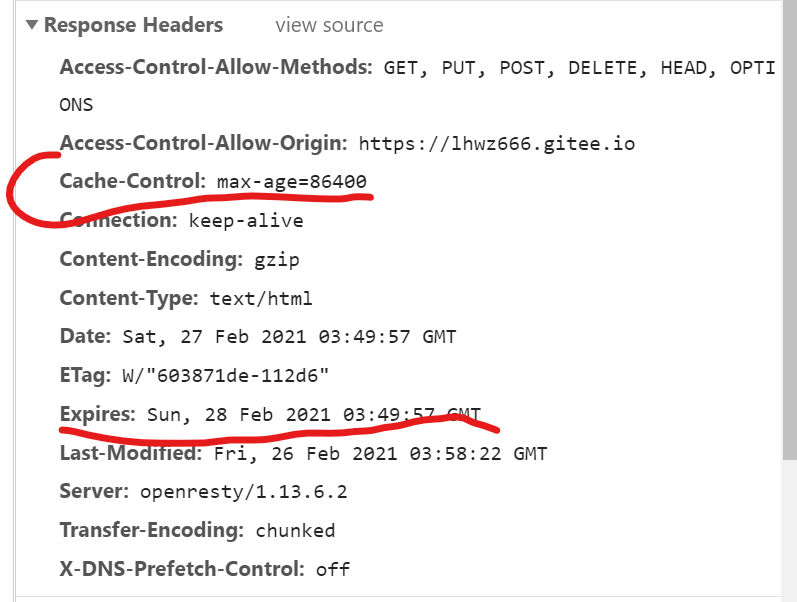 Response Headers view source
Access-Control-Allow-Methods: GET, PUT, POST, DELETE, HEAD, OPTI
ONS
Access-Control-Allow-Origin: https://lhwz666.gitee.io
Cache-Control: max-age=86400
Connection: keep-alive
Content-Encoding: gzip
Content-Type: text/html
Date: Sat, 27 Feb 2021 03:49:57 GMT
ETag: W/"603871de-112d6"
Expires: Sun, 28 Feb 2021 03:49:57 GMT
Last-Modified: Fri, 26 Feb 2021 03:58:22 GMT
Server: openresty/1.13.6.2
Transfer-Encoding: chunked
X-DNS-Prefetch-Control: off